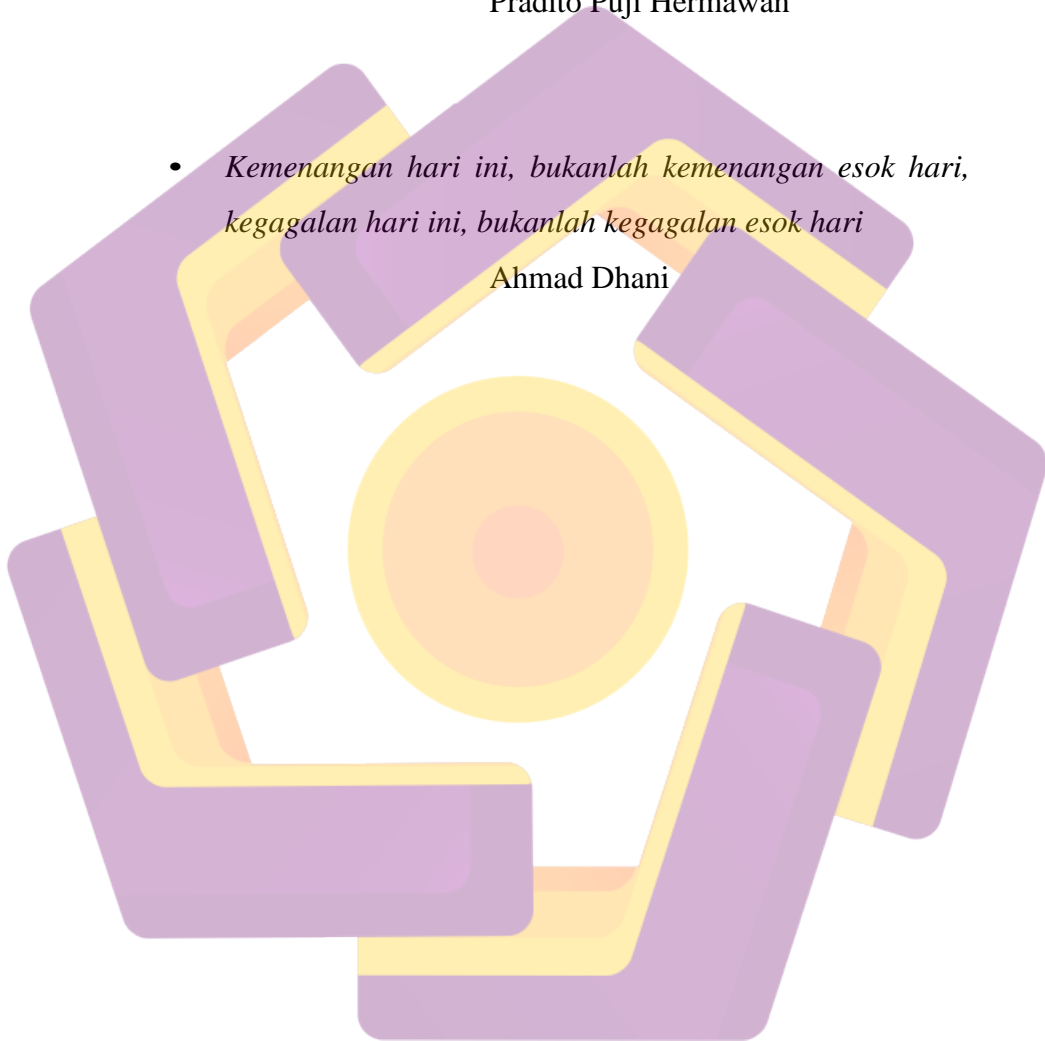 Pradito Puji Hermawan
• Kemenangan hari ini, bukanlah kemenangan esok hari,
kegagalan hari ini, bukanlah kegagalan esok hari
Ahmad Dhani